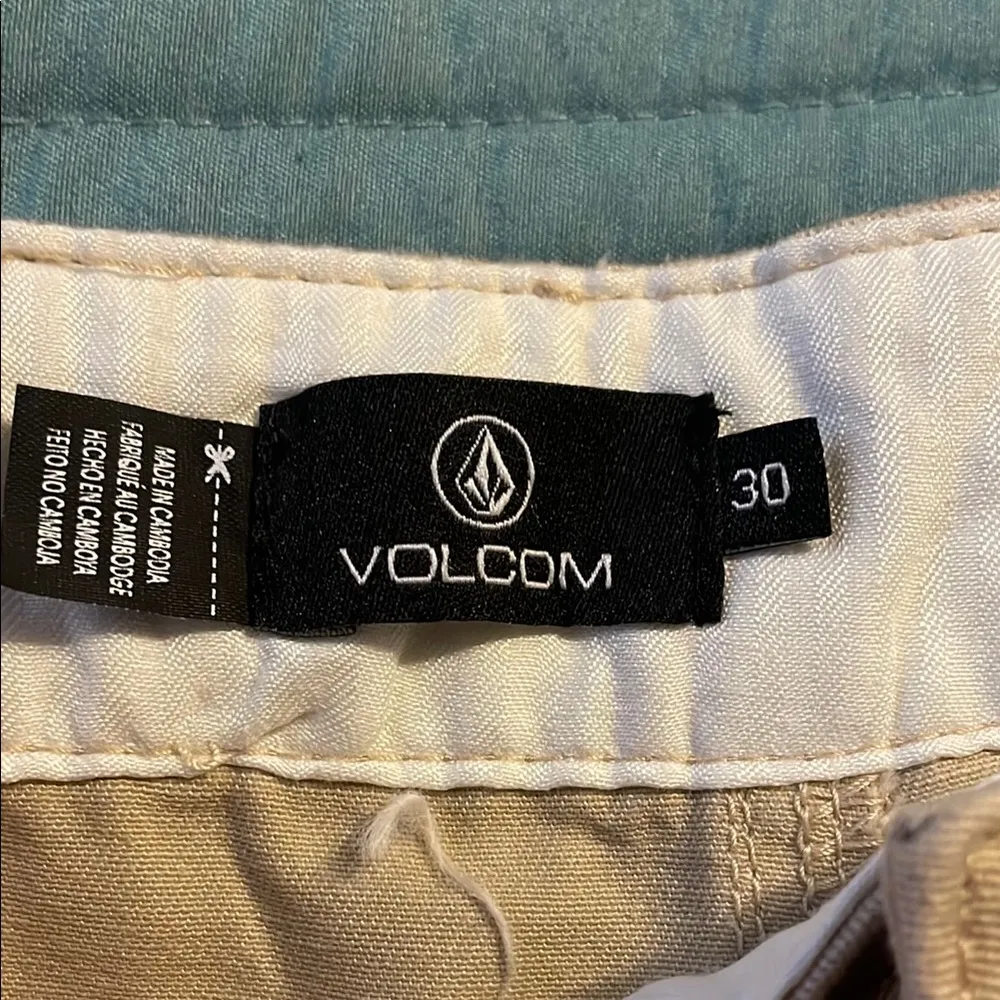 MADE IN CAMBODIA
FABRIQUE AU CAMBODGE
HECHO EN CAMBOYA
FEITO NO CAMBOJA
VOLCOM
30